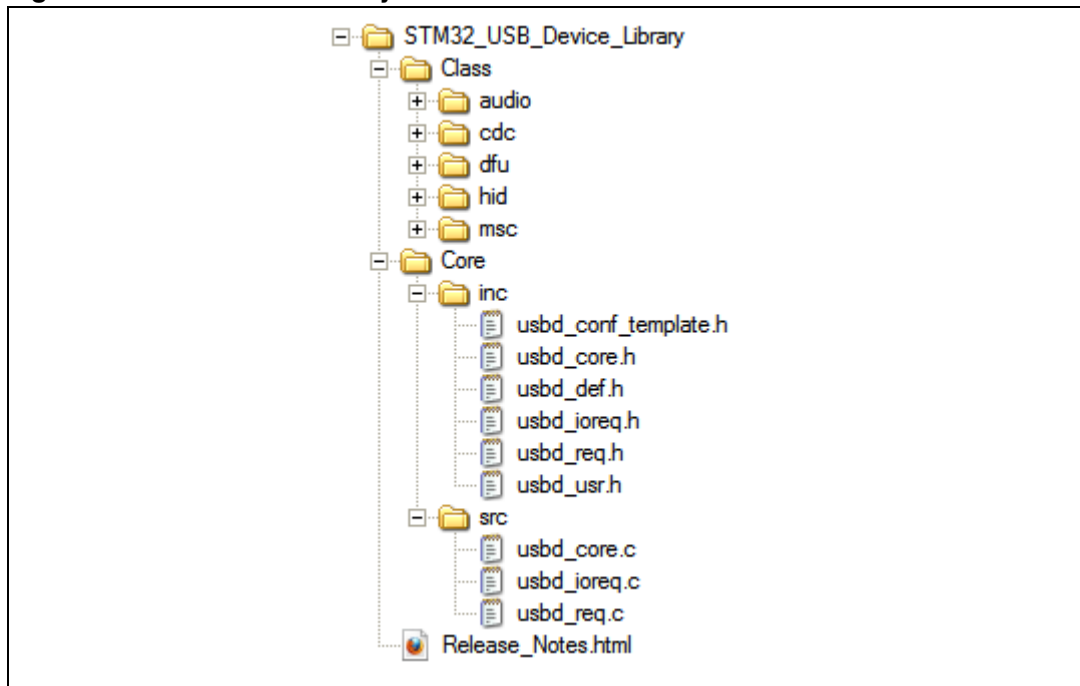 STM32_USB_Device_Library
Class
audio
cdc
dfu
hid
msc
Core
inc
usbd_conf_template.h
usbd_core.h
usbd_def.h
usbd_ioreq.h
usbd_req.h
usbd_usr.h
src
usbd_core.c
usbd_ioreq.c
usbd_req.c
Release_Notes.html